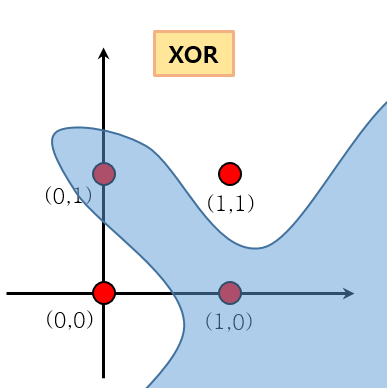 XOR
(0,1)
(1,1)
(0,0)
(1,0)